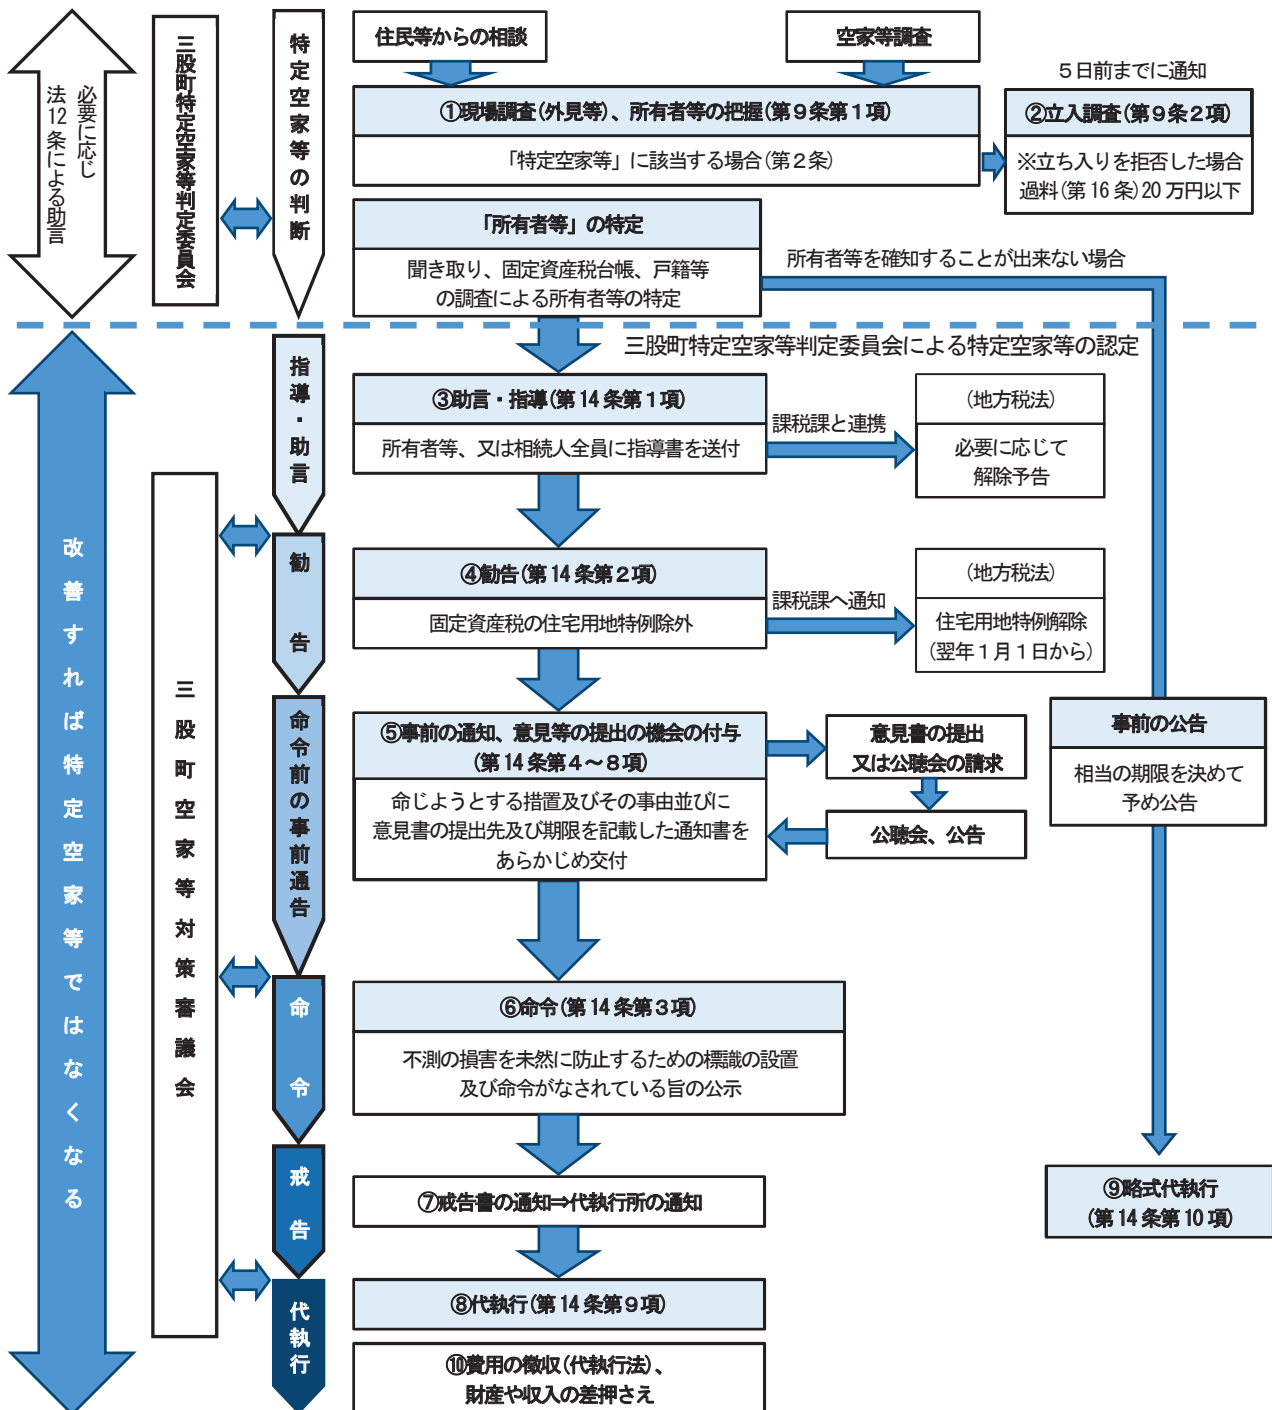 必要に応じ
法12条による助言
三股町特定空家等判定委員会
特定空家等の判断
住民等からの相談
空家等調査
5日前までに通知
①現場調査(外見等)、所有者等の把握(第9条第1項)
「特定空家等」に該当する場合(第2条)
②立入調査(第9条2項)
※立ち入りを拒否した場合
過料(第16条)20万円以下
「所有者等」の特定
聞き取り、固定資産税台帳、戸籍等
の調査による所有者等の特定
所有者等を確知することが出来ない場合
三股町特定空家等判定委員会による特定空家等の認定
改善すれば特定空家等ではなくなる
三股町空家等対策審議会
指導・助言
③助言・指導(第14条第1項)
所有者等、又は相続人全員に指導書を送付
課税課と連携
(地方税法)
必要に応じて
解除予告
勧告
④勧告(第14条第2項)
固定資産税の住宅用地特例除外
課税課へ通知
(地方税法)
住宅用地特例解除
(翌年1月1日から)
命令前の事前通告
⑤事前の通知、意見等の提出の機会の付与
(第14条第4~8項)
命じようとする措置及びその事由並びに
意見書の提出先及び期限を記載した通知書を
あらかじめ交付
意見書の提出
又は公聴会の請求
公聴会、公告
事前の公告
相当の期限を決めて
予め公告
命令
⑥命令(第14条第3項)
不測の損害を未然に防止するための標識の設置
及び命令がなされている旨の公示
戒告
⑦戒告書の通知⇒代執行所の通知
⑨略式代執行
(第14条第10項)
代執行
⑧代執行(第14条第9項)
⑩費用の徴収(代執行法)、
財産や収入の差押さえ